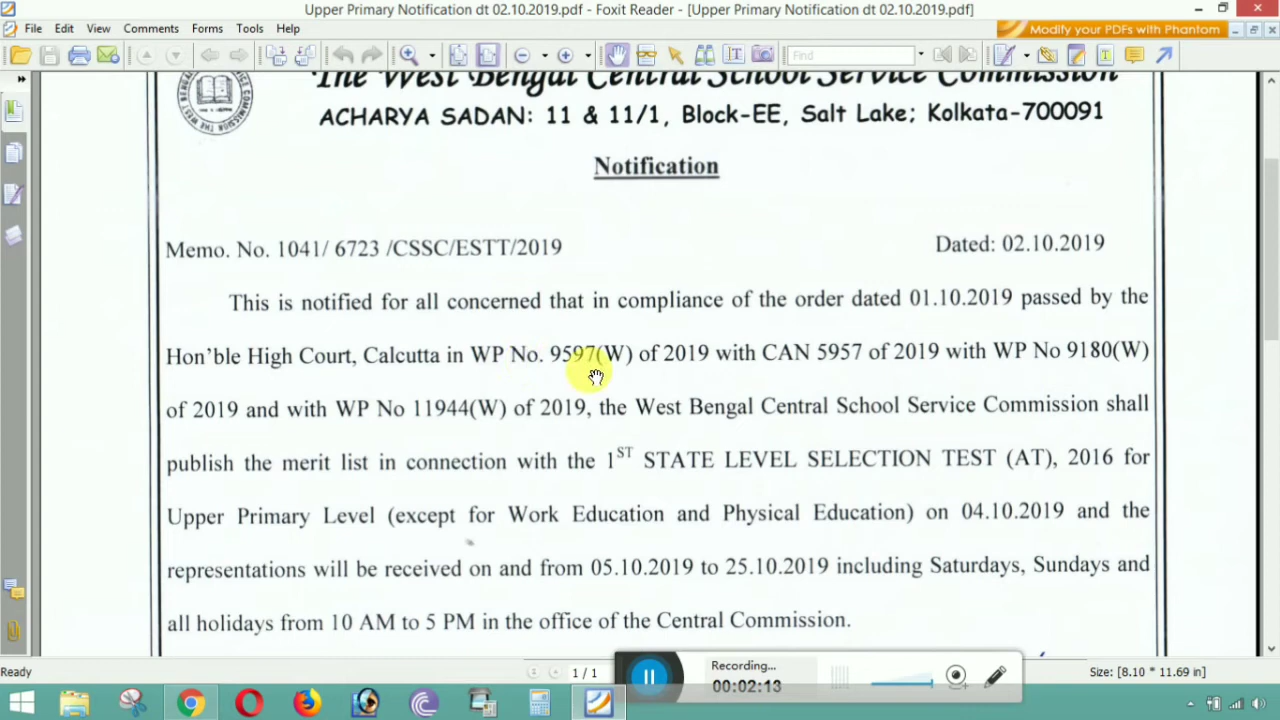 Upper Primary Notification dt 02.10.2019.pdf - Foxit Reader - [Upper Primary Notification dt 02.10.2019.pdf]
File Edit View Comments Forms Tools Help
Modify your PDFs with Phantom
Find
The West Bengal Central School Service Commission
ACHARYA SADAN: 11 & 11/1, Block-EE, Salt Lake; Kolkata-700091
Notification
Memo. No. 1041/ 6723 /CSSC/ESTT/2019 Dated: 02.10.2019
This is notified for all concerned that in compliance of the order dated 01.10.2019 passed by the
Hon'ble High Court, Calcutta in WP No. 9597(W) of 2019 with CAN 5957 of 2019 with WP No 9180(W)
of 2019 and with WP No 11944(W) of 2019, the West Bengal Central School Service Commission shall
publish the merit list in connection with the 1ST STATE LEVEL SELECTION TEST (AT), 2016 for
Upper Primary Level (except for Work Education and Physical Education) on 04.10.2019 and the
representations will be received on and from 05.10.2019 to 25.10.2019 including Saturdays, Sundays and
all holidays from 10 AM to 5 PM in the office of the Central Commission.
Ready 1 / 1 Size: [8.10 * 11.69 in]
Recording...
00:02:13